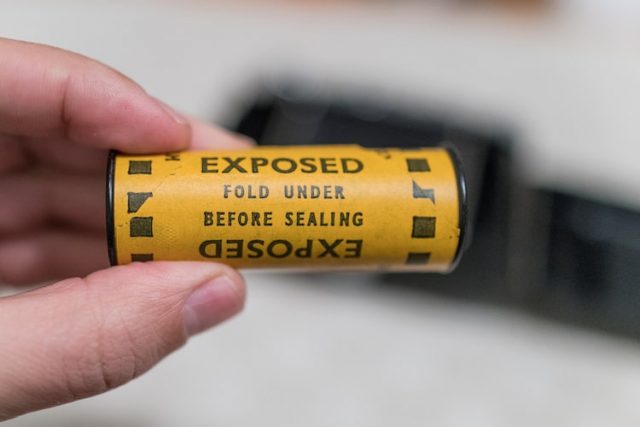 EXPOSED
FOLD UNDER
BEFORE SEALING
EXPOSED